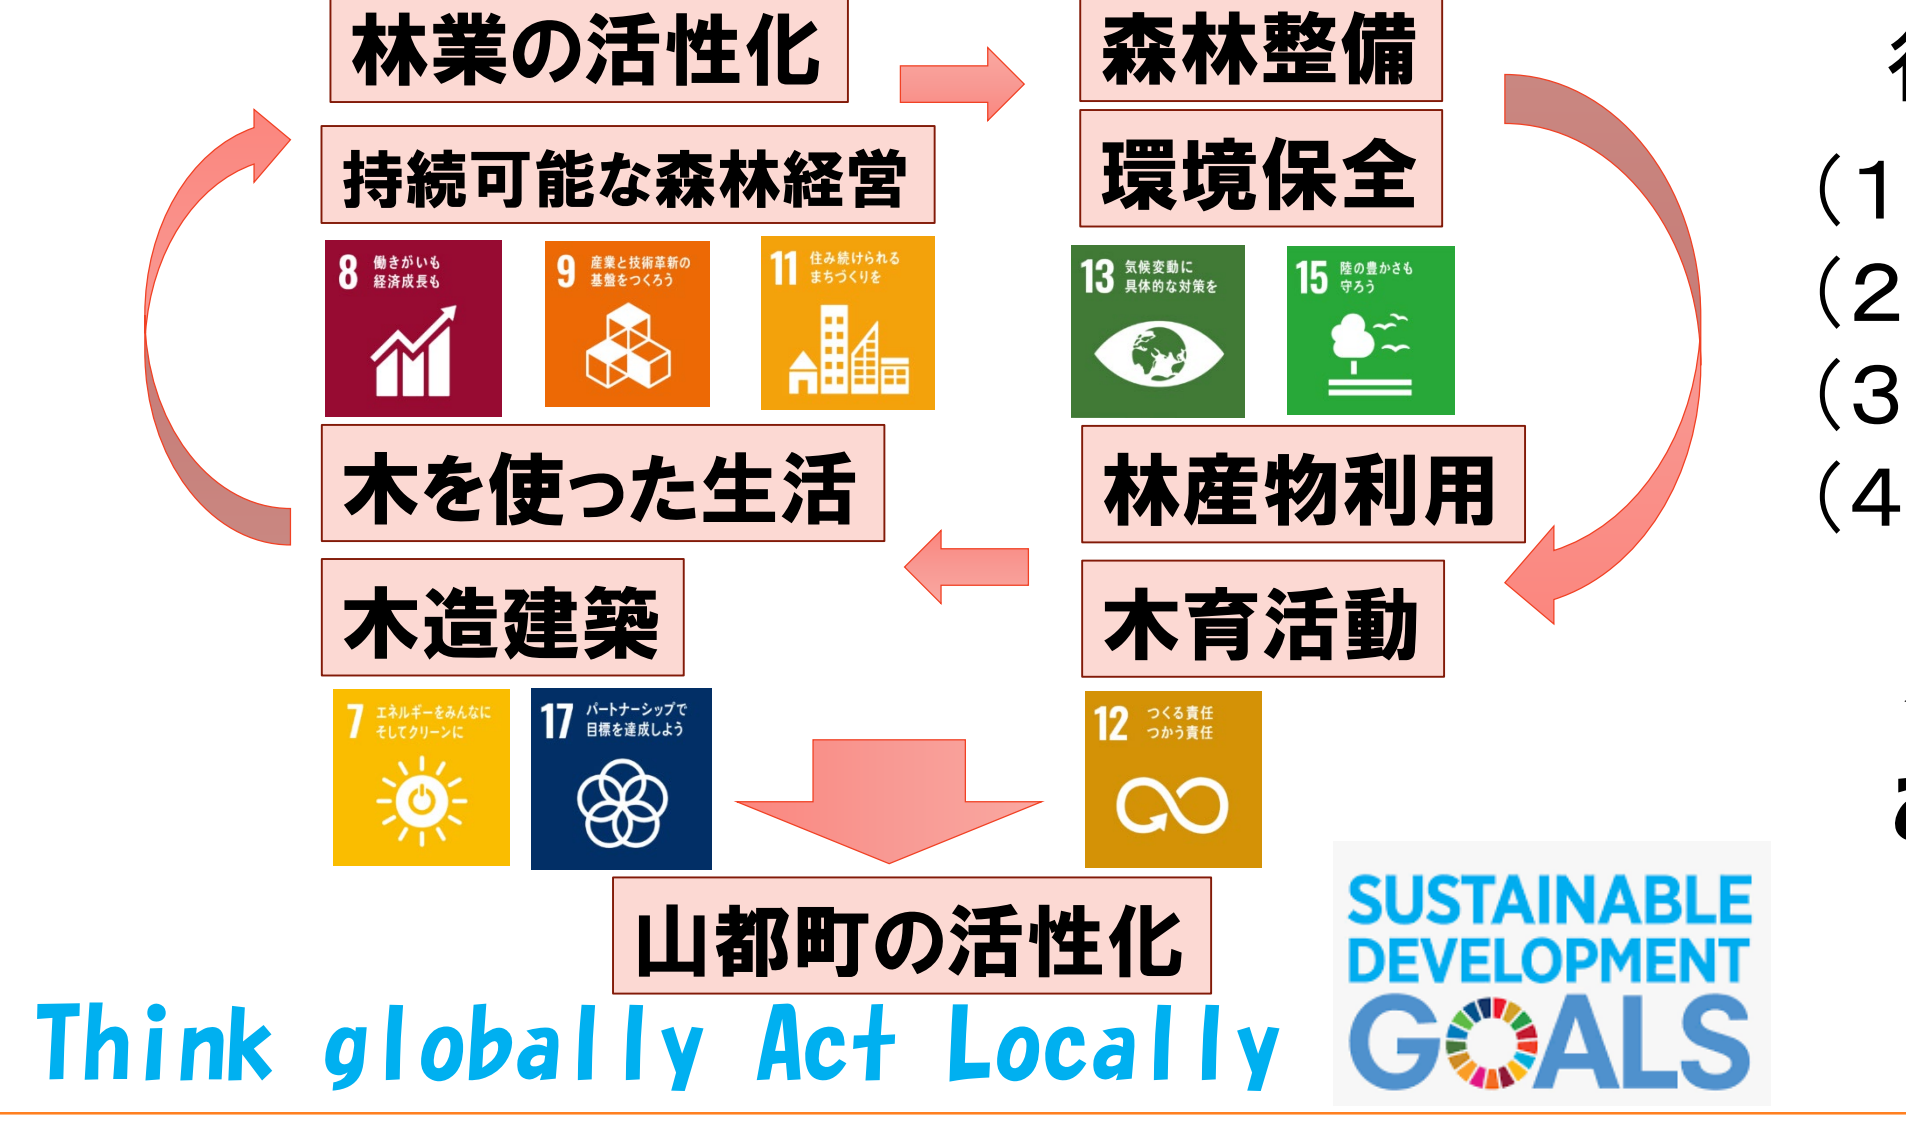 林業の活性化
森林整備
持続可能な森林経営
環境保全
8 働きがいも
経済成長も
9 産業と技術革新の
基盤をつくろう
11 住み続けられる
まちづくりを
13 気候変動に
具体的な対策を
15 陸の豊かさも
守ろう
木を使った生活
林産物利用
木造建築
木育活動
7 エネルギーをみんなに
そしてクリーンに
17 パートナーシップで
目標を達成しよう
12 つくる責任
つかう責任
山都町の活性化
Think globally Act Locally
SUSTAINABLE
DEVELOPMENT
GOALS
(1
(2
(3
(4